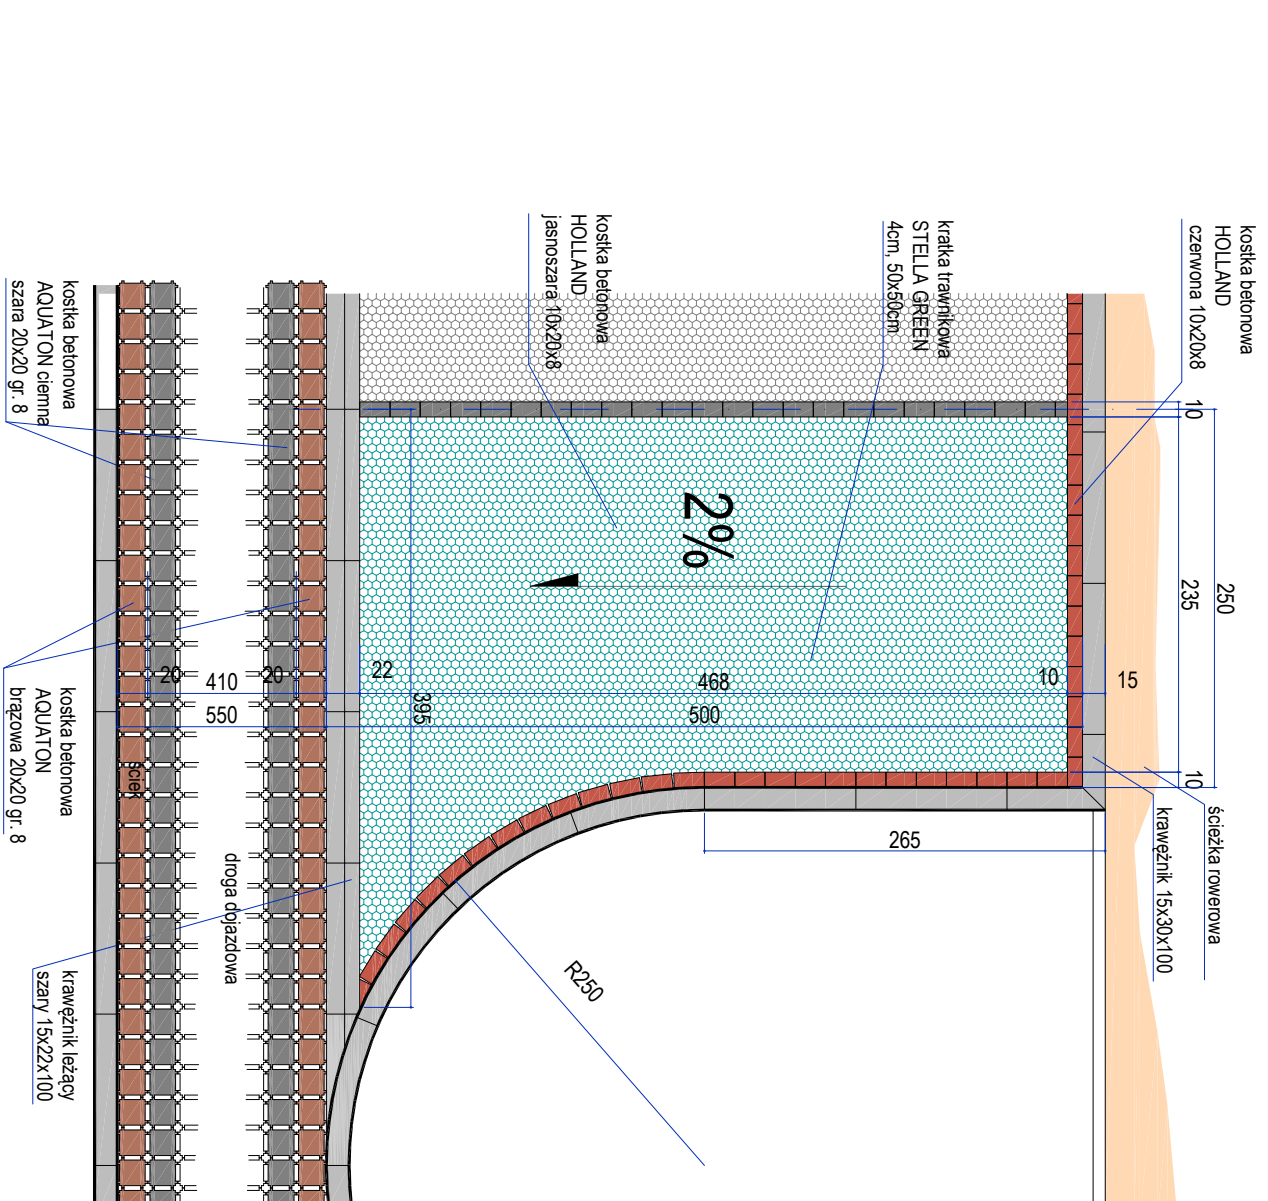 kostka betonowa
HOLLAND
czerwona 10x20x8
kratka trawnikowa
STELLA GREEN
4cm, 50x50cm
kostka betonowa
HOLLAND
jasnoszara 10x20x8
kostka betonowa
AQUATON ciemna
szara 20x20 gr. 8
10
235
250
10
2%
15
10
468
500
22
395
20
410
20
550
265
R250
ścieżka rowerowa
krawężnik 15x30x100
droga dojazdowa
ściek
kostka betonowa
AQUATON
brązowa 20x20 gr. 8
krawężnik leżący
szary 15x22x100